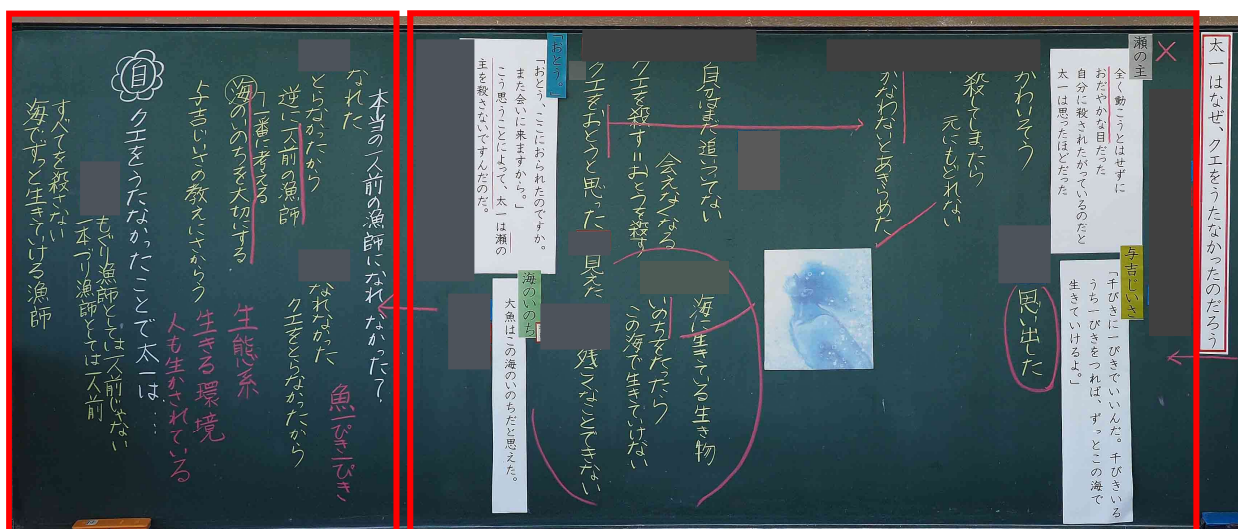 太一はなぜ、クエをうたなかったのだろう
瀬の主
全く動こうとはせずに
おだやかな目だった
自分に殺されたがっているのだと
太一は思ったほどだった
与吉じいさ
「千びきに一びきでいいんだ。千びきいる
うち一びきをつれば、ずっとこの海で
生きていけるよ。」
かわいそう
殺してしまったら
元にもどれない
思い出した
かなわないとあきらめた
自分はまだ追いついてない
会えなくなる
クエを殺す=おとうを殺す
クエをおとうと思った
見えた
海に生きている生き物
いのちをたったら
この海で生きていけない
残こくなことできない
「おとう。」
「おとう、ここにおられたのですか。
また会いに来ますから。」
こう思うことによって、太一は瀬の
主を殺さないですんだのだ。
海のいのち
大魚はこの海のいのちだと思えた。
本当の一人前の漁師になれなかった?
なれた
とらなかったから
逆に一人前の漁師
「一番に考える
海のいのちを大切にする
与吉じいさの教えにさからう
なれなかった
クエをとらなかったから
魚一ぴき一ぴき
生態系
生きる環境
人も生かされている
自
クエをうたなかったことで太一は…
もぐり漁師としては一人前じゃない
一本づり漁師としては一人前
すべてを殺さない
海でずっと生きていける漁師